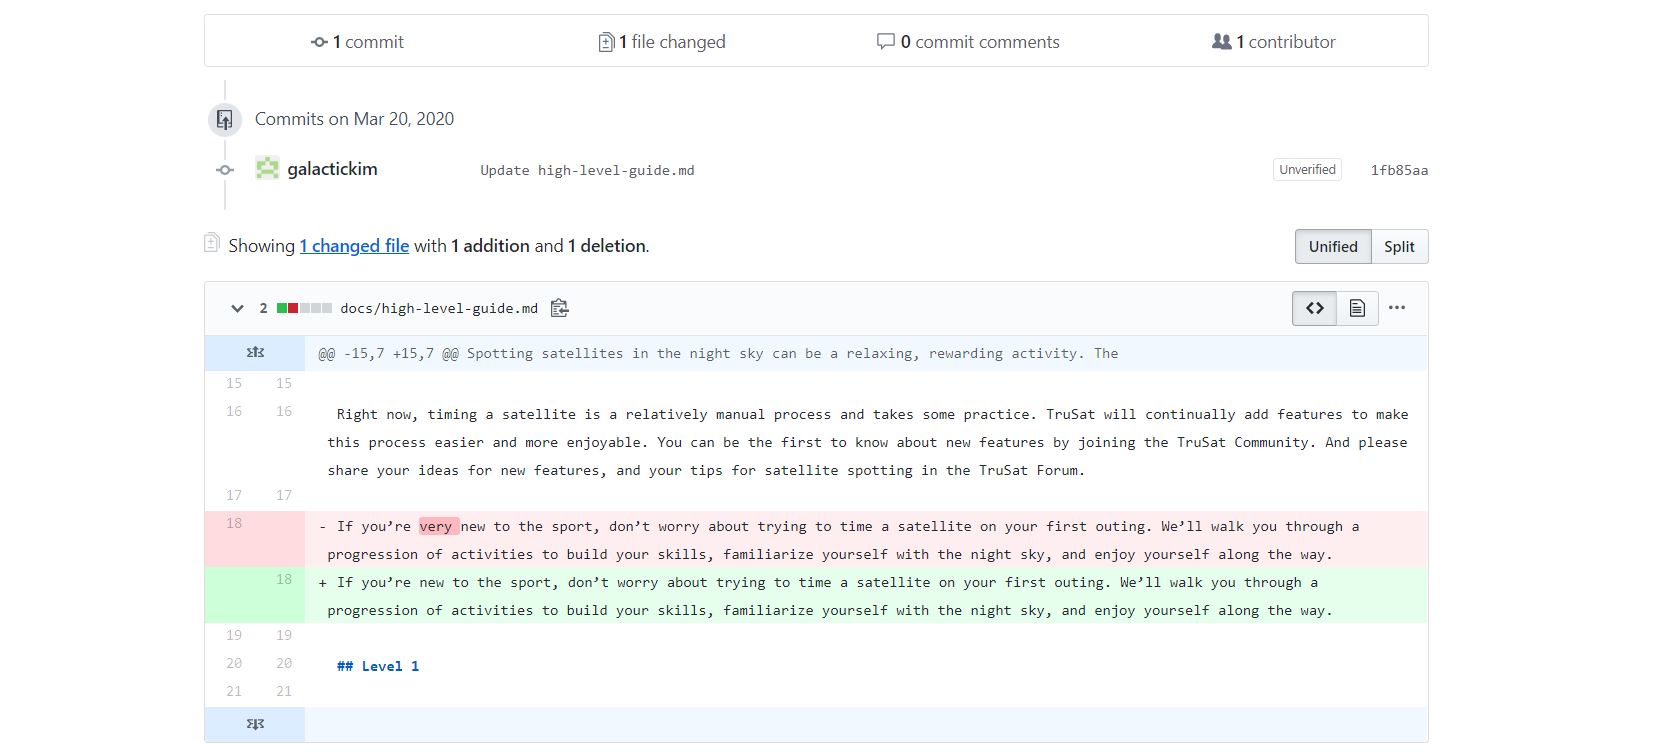 1 commit 1 file changed 0 commit comments 1 contributor
Commits on Mar 20, 2020
galactickim Update high-level-guide.md Unverified 1fb85aa
Showing 1 changed file with 1 addition and 1 deletion. Unified Split
2 docs/high-level-guide.md
@@ -15,7 +15,7 @@ Spotting satellites in the night sky can be a relaxing, rewarding activity. The
15 15
16 16 Right now, timing a satellite is a relatively manual process and takes some practice. TruSat will continually add features to make
this process easier and more enjoyable. You can be the first to know about new features by joining the TruSat Community. And please
share your ideas for new features, and your tips for satellite spotting in the TruSat Forum.
17 17
18 - If you’re very new to the sport, don’t worry about trying to time a satellite on your first outing. We’ll walk you through a
progression of activities to build your skills, familiarize yourself with the night sky, and enjoy yourself along the way.
18 + If you’re new to the sport, don’t worry about trying to time a satellite on your first outing. We’ll walk you through a
progression of activities to build your skills, familiarize yourself with the night sky, and enjoy yourself along the way.
19 19
20 20 ## Level 1
21 21